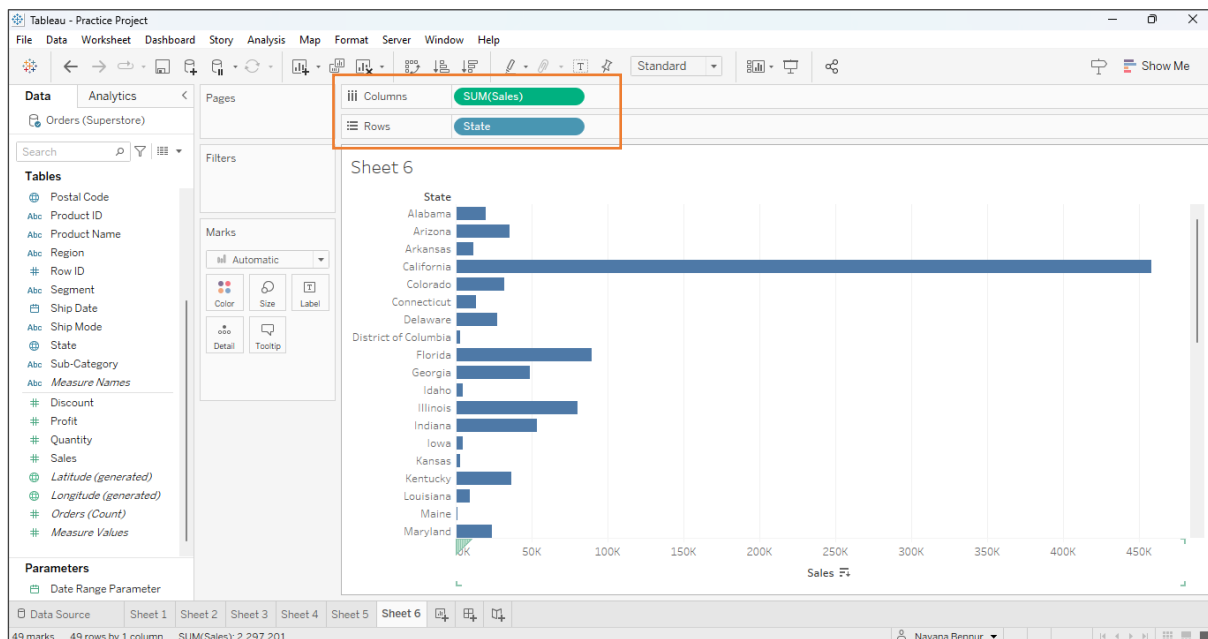 Tableau - Practice Project
File Data Worksheet Dashboard Story Analysis Map Format Server Window Help
Standard
Show Me
Data Analytics
Orders (Superstore)
Search
Tables
Postal Code
Abc Product ID
Abc Product Name
Abc Region
# Row ID
Abc Segment
Ship Date
Abc Ship Mode
State
Abc Sub-Category
Abc Measure Names
# Discount
# Profit
# Quantity
# Sales
Latitude (generated)
Longitude (generated)
# Orders (Count)
# Measure Values
Parameters
Date Range Parameter
Pages
Filters
Marks
Automatic
Color Size Label
Detail Tooltip
Columns SUM(Sales)
Rows State
Sheet 6
State
Alabama
Arizona
Arkansas
California
Colorado
Connecticut
Delaware
District of Columbia
Florida
Georgia
Idaho
Illinois
Indiana
Iowa
Kansas
Kentucky
Louisiana
Maine
Maryland
0K 50K 100K 150K 200K 250K 300K 350K 400K 450K
Sales
Data Source Sheet 1 Sheet 2 Sheet 3 Sheet 4 Sheet 5 Sheet 6
49 marks 49 rows by 1 column SUM(Sales): 2,297,201 Nayana Bennur